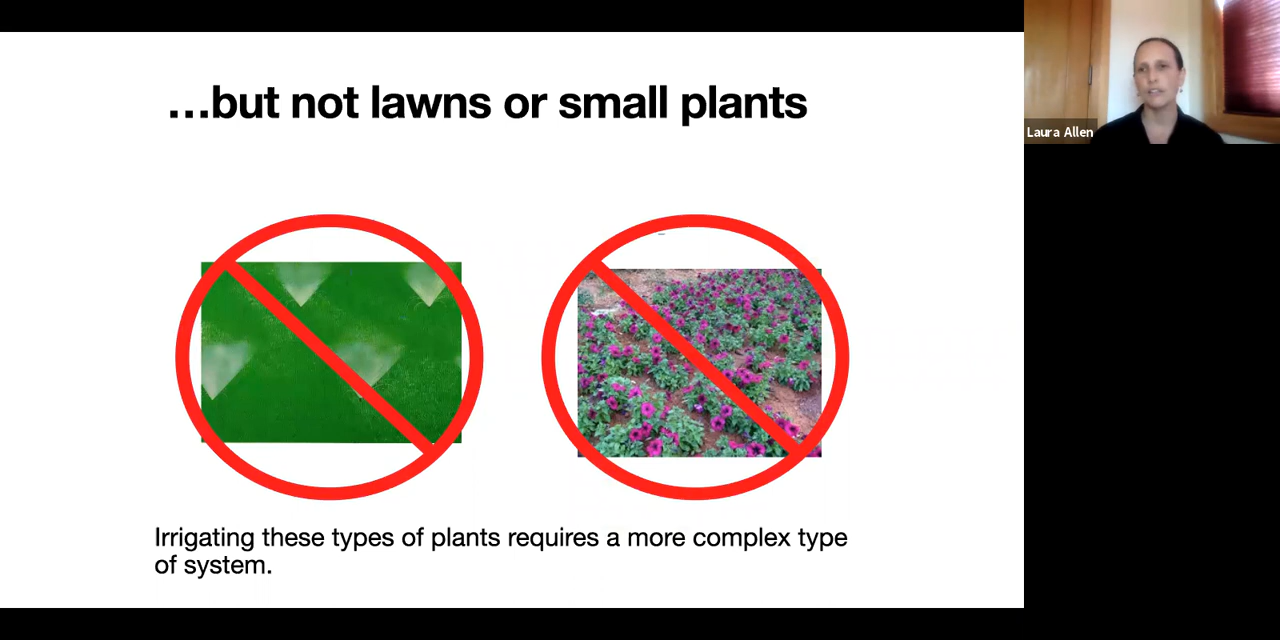 ...but not lawns or small plants
Laura Allen
Irrigating these types of plants requires a more complex type
of system.